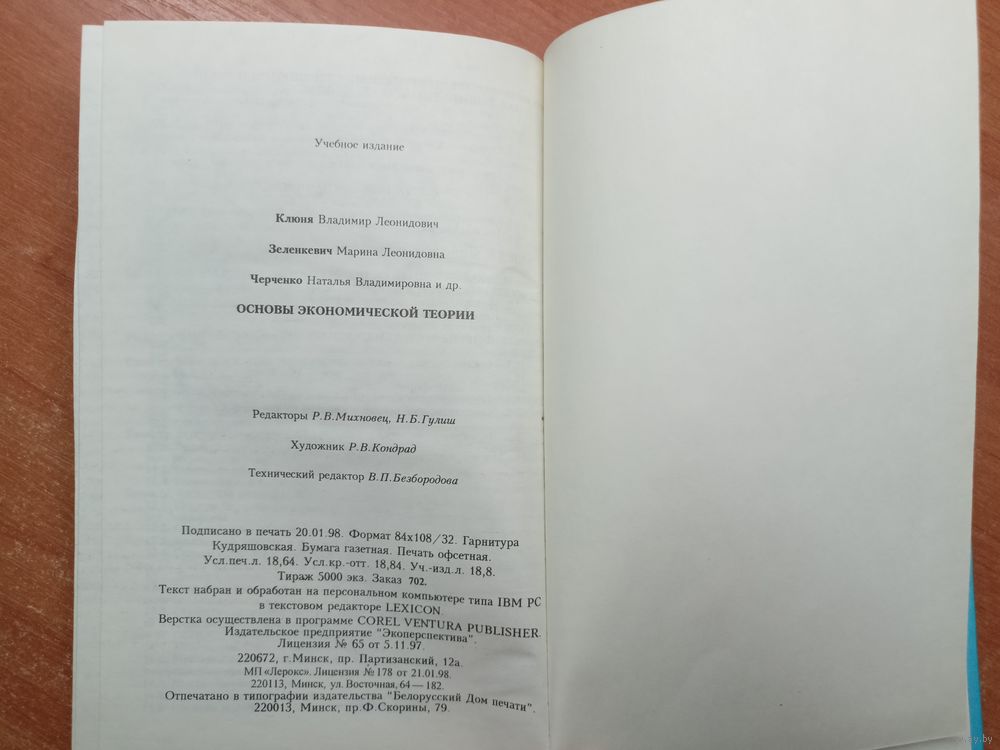 Учебное издание
Клюня Владимир Леонидович
Зеленкевич Марина Леонидовна
Черченко Наталья Владимировна и др.
ОСНОВЫ ЭКОНОМИЧЕСКОЙ ТЕОРИИ
Редакторы Р.В.Михновец, Н.Б.Гулиш
Художник Р.В.Кондрад
Технический редактор В.П.Безбородова
Подписано в печать 20.01.98. Формат 84х108/32. Гарнитура
Кудряшовская. Бумага газетная. Печать офсетная.
Усл.печ.л. 18,64. Усл.кр.-отт. 18,84. Уч.-изд.л. 18,8.
Тираж 5000 экз. Заказ 702.
Текст набран и обработан на персональном компьютере типа IBM PC
в текстовом редакторе LEXICON.
Верстка осуществлена в программе COREL VENTURA PUBLISHER.
Издательское предприятие "Экоперспектива".
Лицензия № 65 от 5.11.97.
220672, г.Минск, пр. Партизанский, 12а.
МП «Лерокс». Лицензия № 178 от 21.01.98.
220113, Минск, ул. Восточная, 64 — 182.
Отпечатано в типографии издательства "Белорусский Дом печати".
220013, Минск, пр.Ф.Скорины, 79.